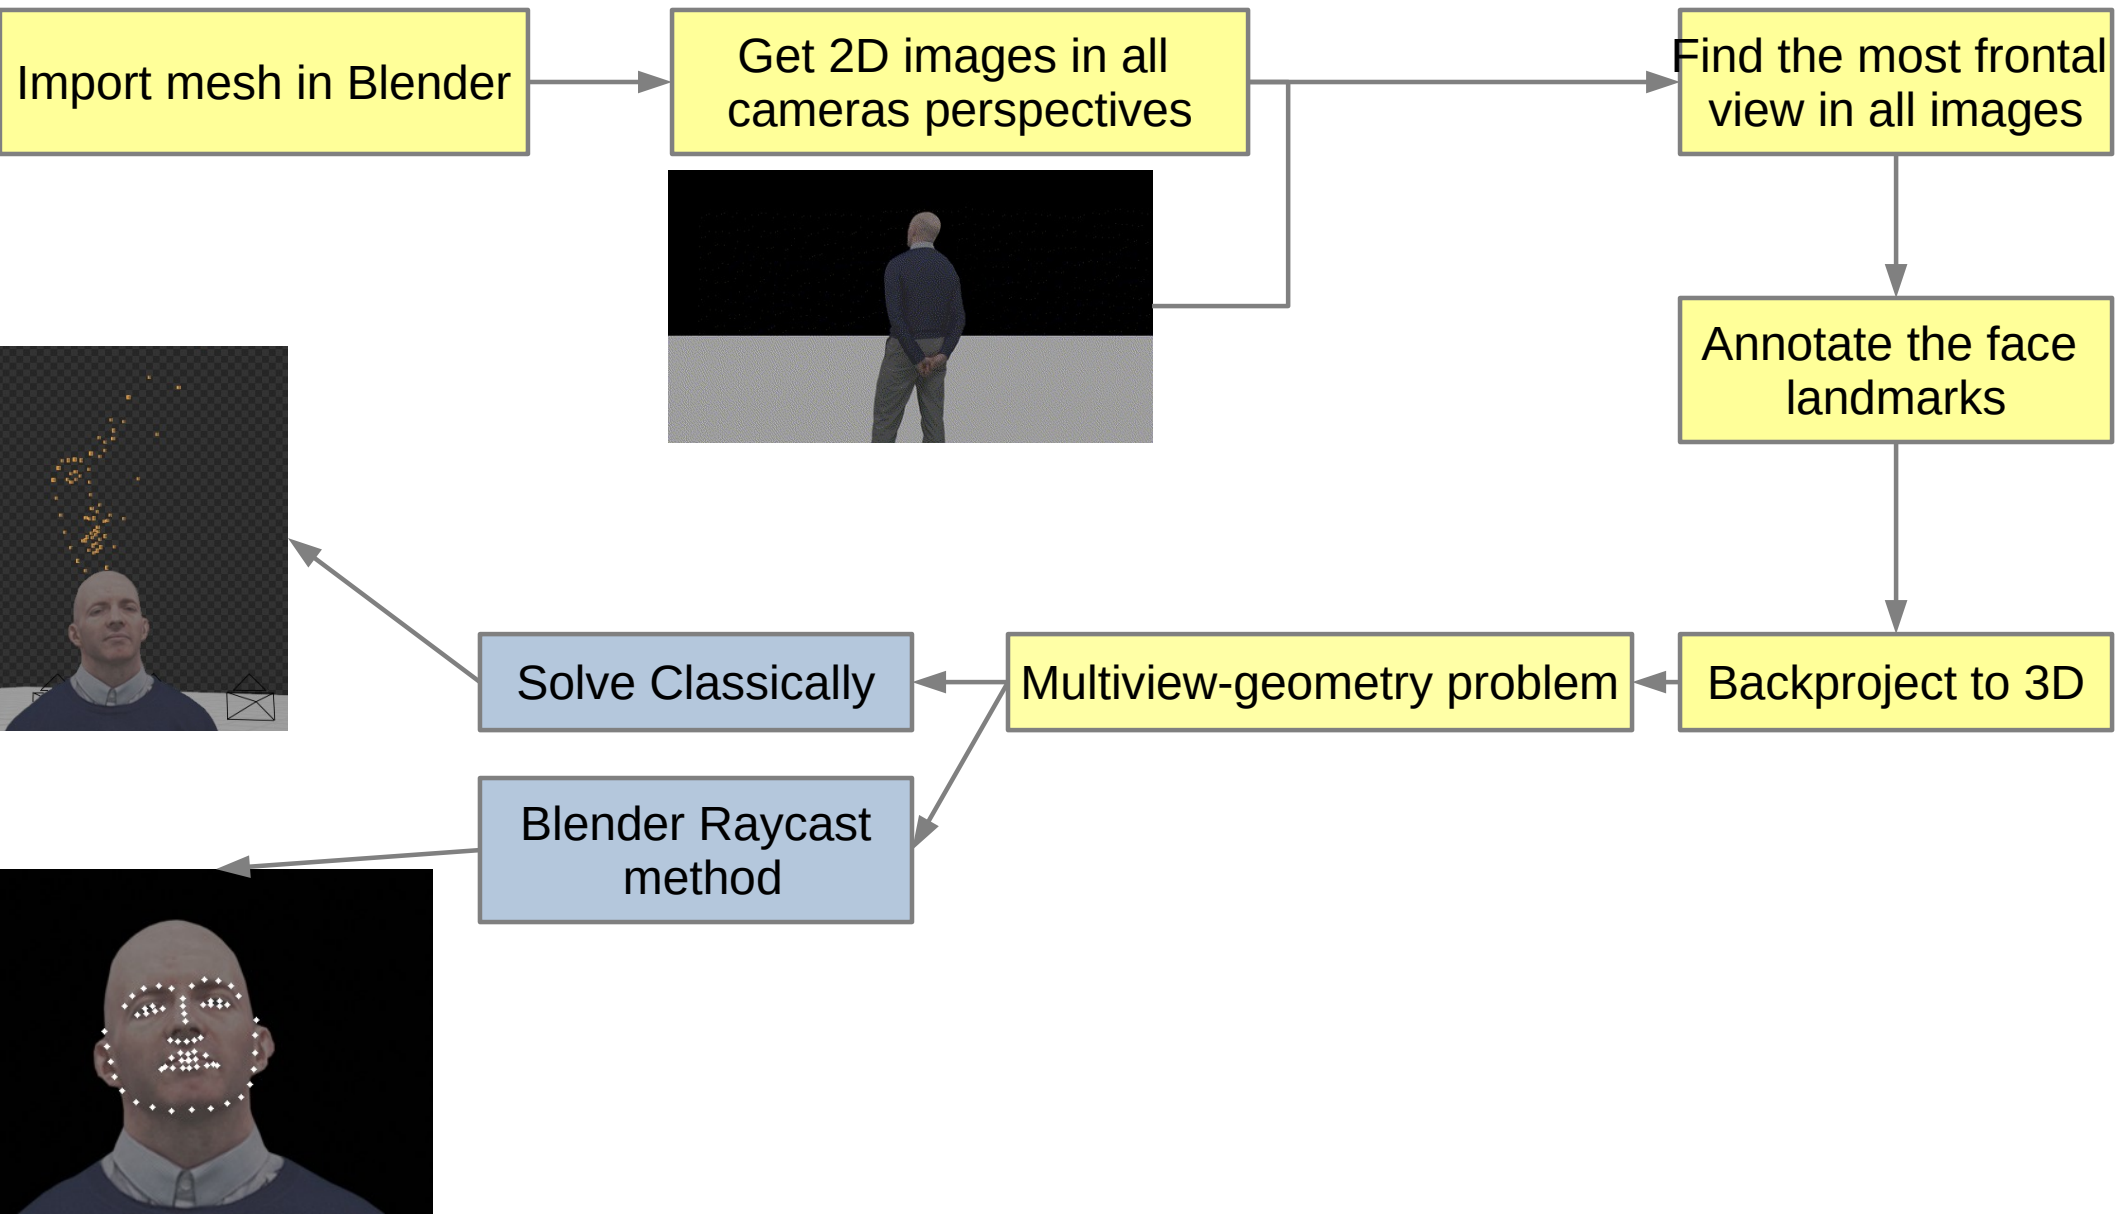 Import mesh in Blender
Get 2D images in all
cameras perspectives
Find the most frontal
view in all images
Annotate the face
landmarks
Backproject to 3D
Multiview-geometry problem
Solve Classically
Blender Raycast
method